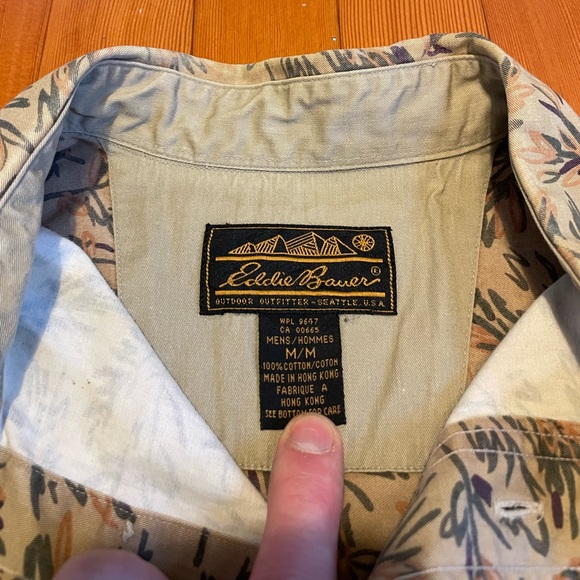 Eddie Bauer ®
OUTDOOR OUTFITTER–SEATTLE, U.S.A.
WPL 9647
CA 00665
MENS/HOMMES
M/M
100% COTTON/COTON
MADE IN HONG KONG
FABRIQUE A
HONG KONG
SEE BOTTOM FOR CARE